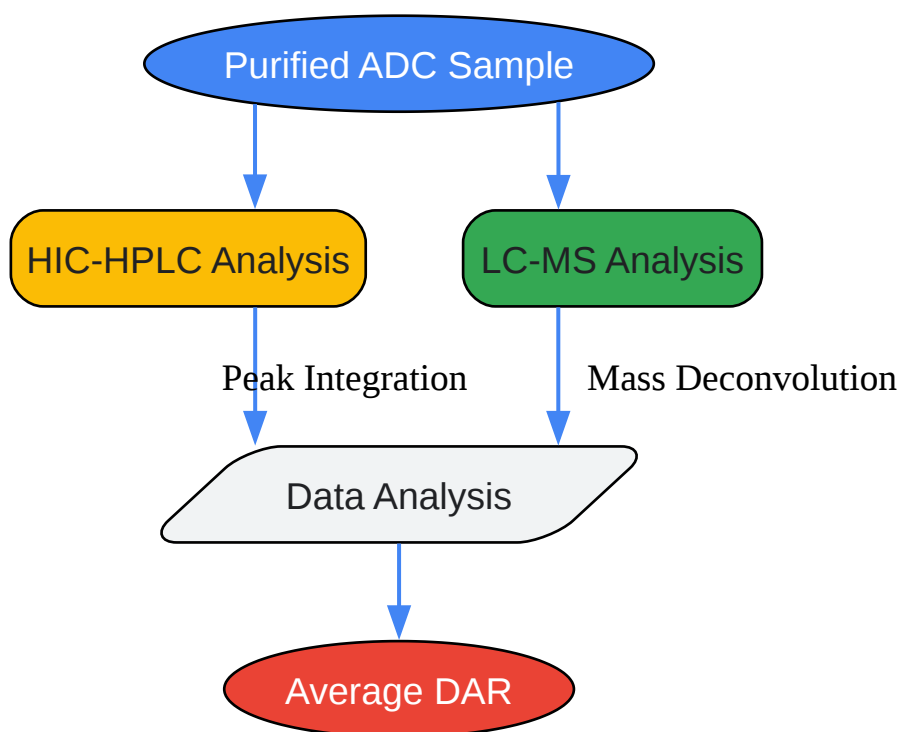 Purified ADC Sample
HIC-HPLC Analysis
LC-MS Analysis
Peak Integration
Mass Deconvolution
Data Analysis
Average DAR